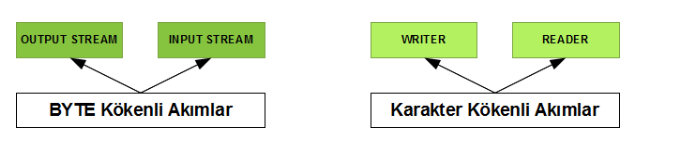 OUTPUT STREAM
INPUT STREAM
WRITER
READER
BYTE Kökenli Akımlar
Karakter Kökenli Akımlar